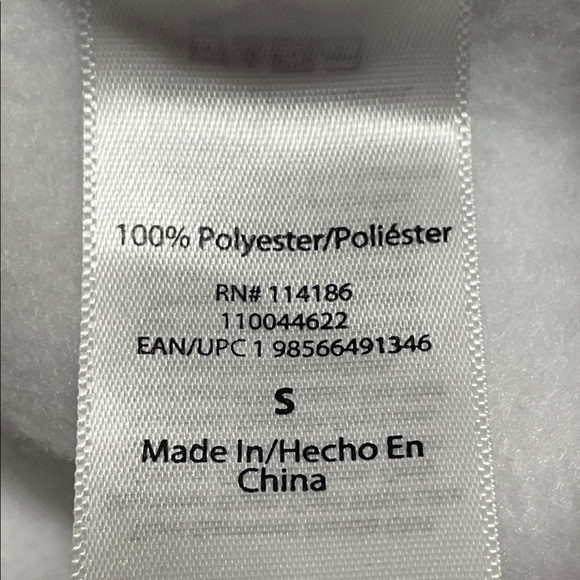 100% Polyester/Poliéster
RN# 114186
110044622
EAN/UPC 1 98566491346
S
Made In/Hecho En
China